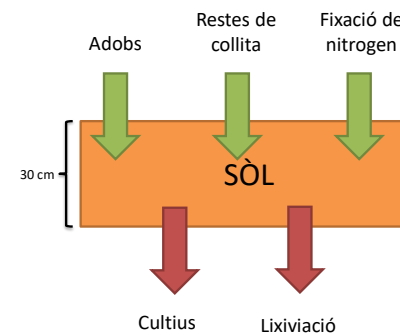 Adobs
Restes de
collita
Fixació de
nitrogen
30 cm
SÒL
Cultius
Lixiviació